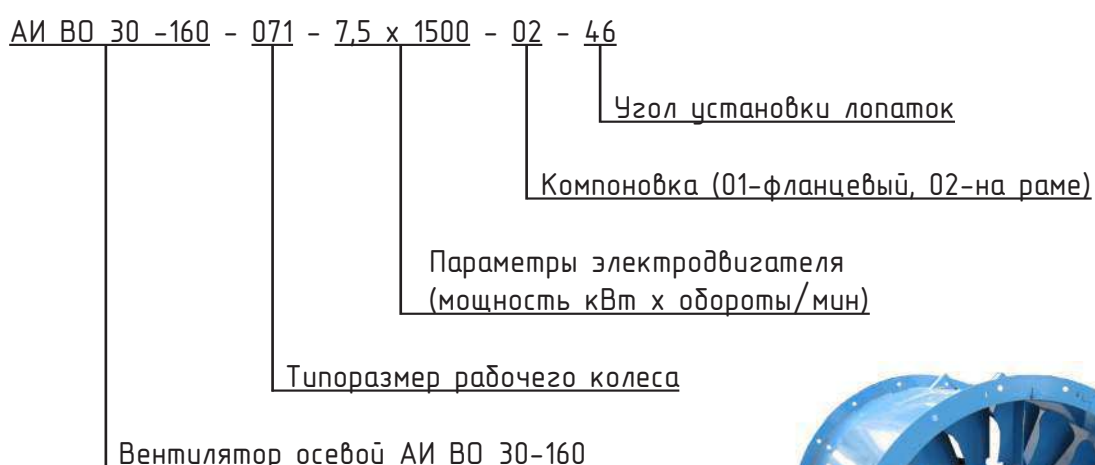 АИ ВО 30 -160 - 071 - 7,5 х 1500 - 02 - 46
Угол установки лопаток
Компоновка (01-фланцевый, 02-на раме)
Параметры электродвигателя
(мощность кВт х обороты/мин)
Типоразмер рабочего колеса
Вентилятор осевой АИ ВО 30-160